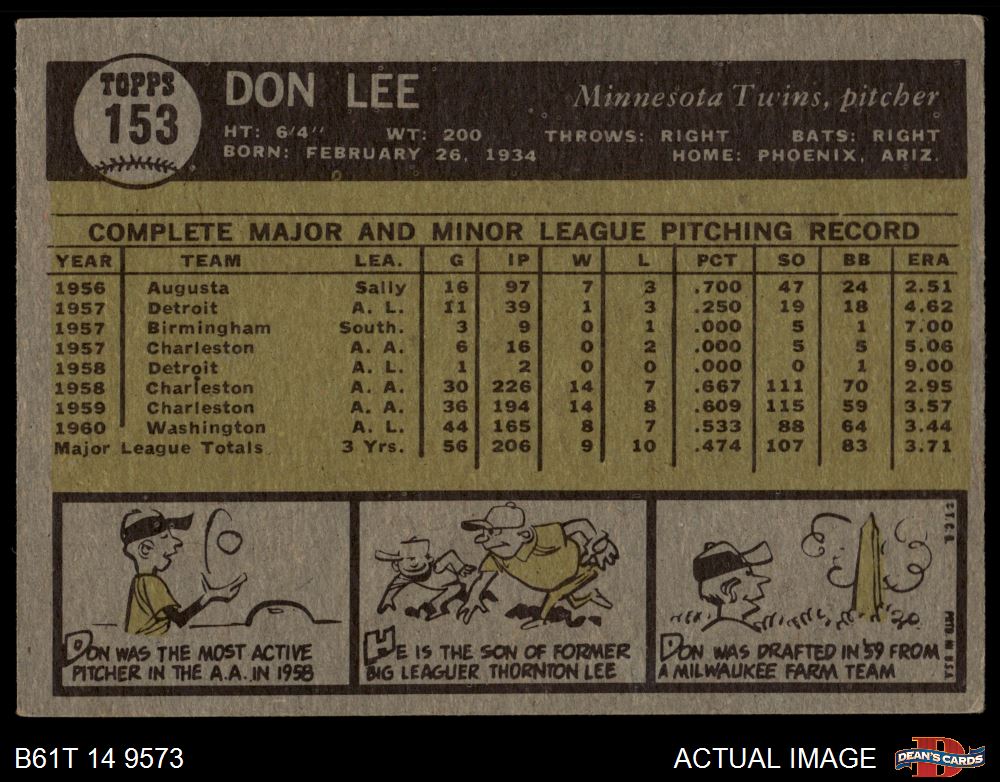 TOPPS
153
DON LEE
Minnesota Twins, pitcher
HT: 6'4" WT: 200 THROWS: RIGHT BATS: RIGHT
BORN: FEBRUARY 26, 1934 HOME: PHOENIX, ARIZ.
COMPLETE MAJOR AND MINOR LEAGUE PITCHING RECORD
YEAR TEAM LEA. G IP W L PCT SO BB ERA
1956 Augusta Sally 16 97 7 3 .700 47 24 2.51
1957 Detroit A. L. 11 39 1 3 .250 19 18 4.62
1957 Birmingham South. 3 9 0 1 .000 5 1 7.00
1957 Charleston A. A. 6 16 0 2 .000 5 5 5.06
1958 Detroit A. L. 1 2 0 0 .000 0 1 9.00
1958 Charleston A. A. 30 226 14 7 .667 111 70 2.95
1959 Charleston A. A. 36 194 14 8 .609 115 59 3.57
1960 Washington A. L. 44 165 8 7 .533 88 64 3.44
Major League Totals 3 Yrs. 56 206 9 10 .474 107 83 3.71
DON WAS THE MOST ACTIVE
PITCHER IN THE A.A. IN 1958
HE IS THE SON OF FORMER
BIG LEAGUER THORNTON LEE
DON WAS DRAFTED IN '59 FROM
A MILWAUKEE FARM TEAM
©T.C.G.
PRTD. IN U.S.A.
B61T 14 9573
ACTUAL IMAGE
D
DEAN'S CARDS